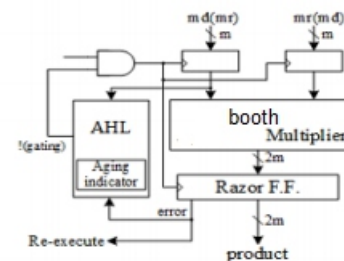 md(mr)
mr(md)
m
m
AHL
booth
Multiplier
!(gating)
Aging
indicator
2m
Razor F.F.
error
2m
Re-execute
product